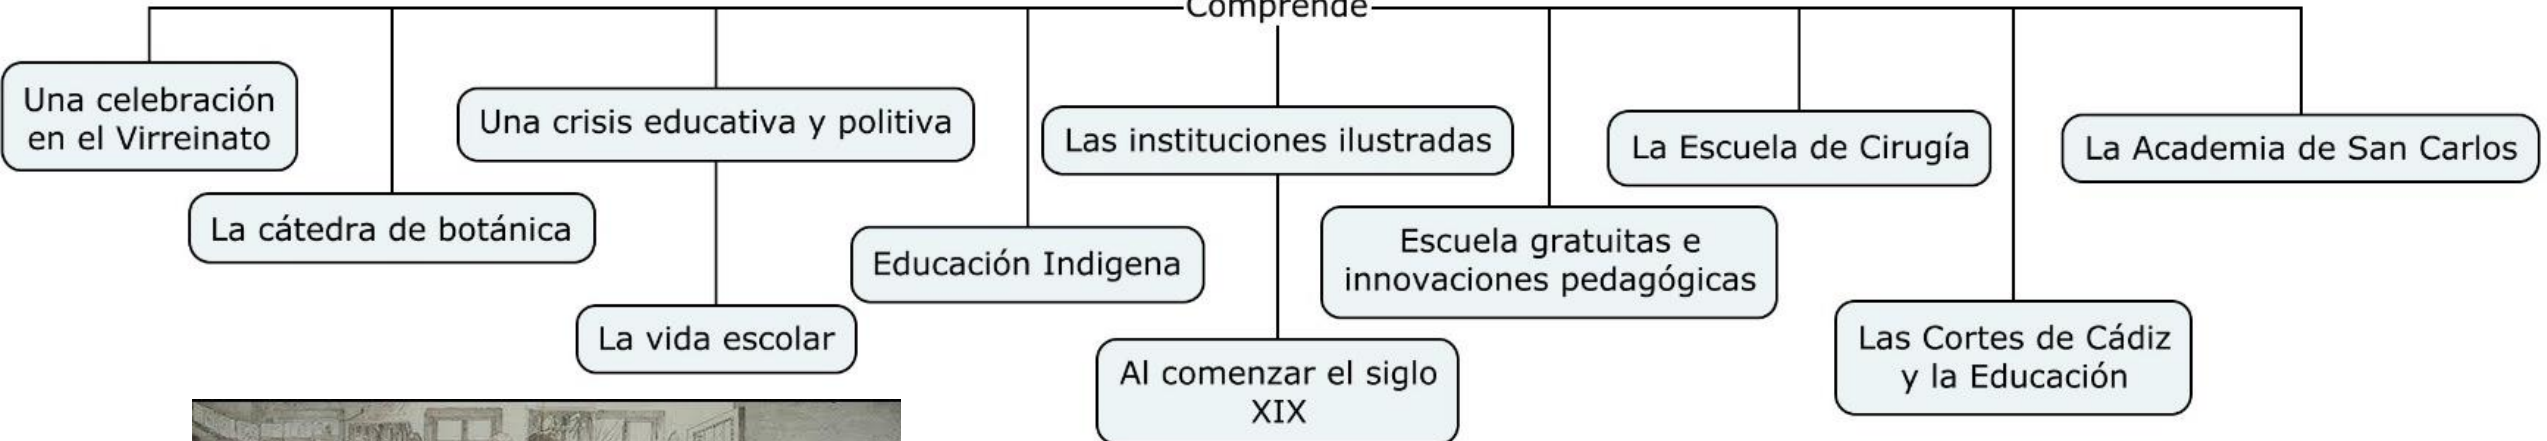 Comprende
Una celebración
en el Virreinato
La cátedra de botánica
Una crisis educativa y politiva
La vida escolar
Educación Indigena
Las instituciones ilustradas
Al comenzar el siglo
XIX
Escuela gratuitas e
innovaciones pedagógicas
La Escuela de Cirugía
Las Cortes de Cádiz
y la Educación
La Academia de San Carlos